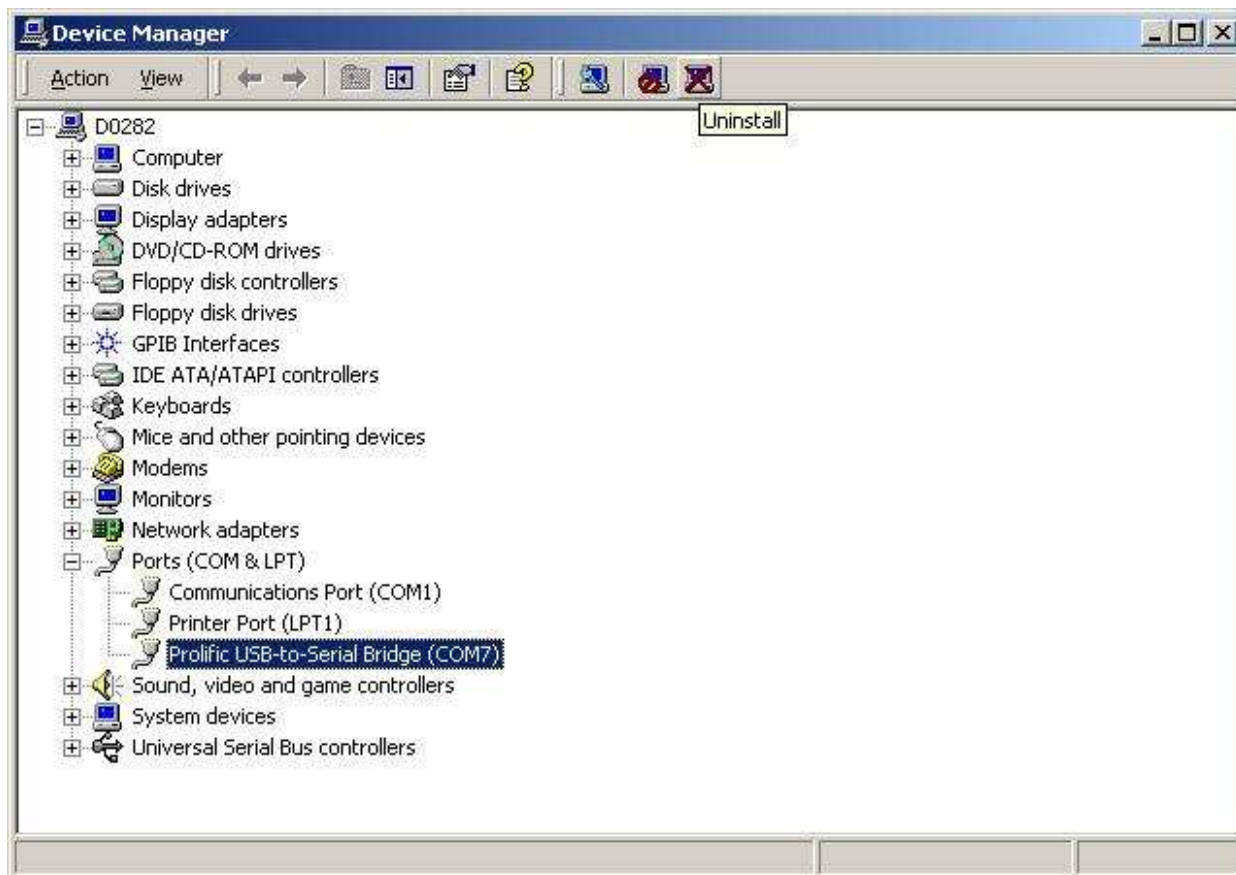 Device Manager
Action View
Uninstall
D0282
Computer
Disk drives
Display adapters
DVD/CD-ROM drives
Floppy disk controllers
Floppy disk drives
GPIB Interfaces
IDE ATA/ATAPI controllers
Keyboards
Mice and other pointing devices
Modems
Monitors
Network adapters
Ports (COM & LPT)
Communications Port (COM1)
Printer Port (LPT1)
Prolific USB-to-Serial Bridge (COM7)
Sound, video and game controllers
System devices
Universal Serial Bus controllers